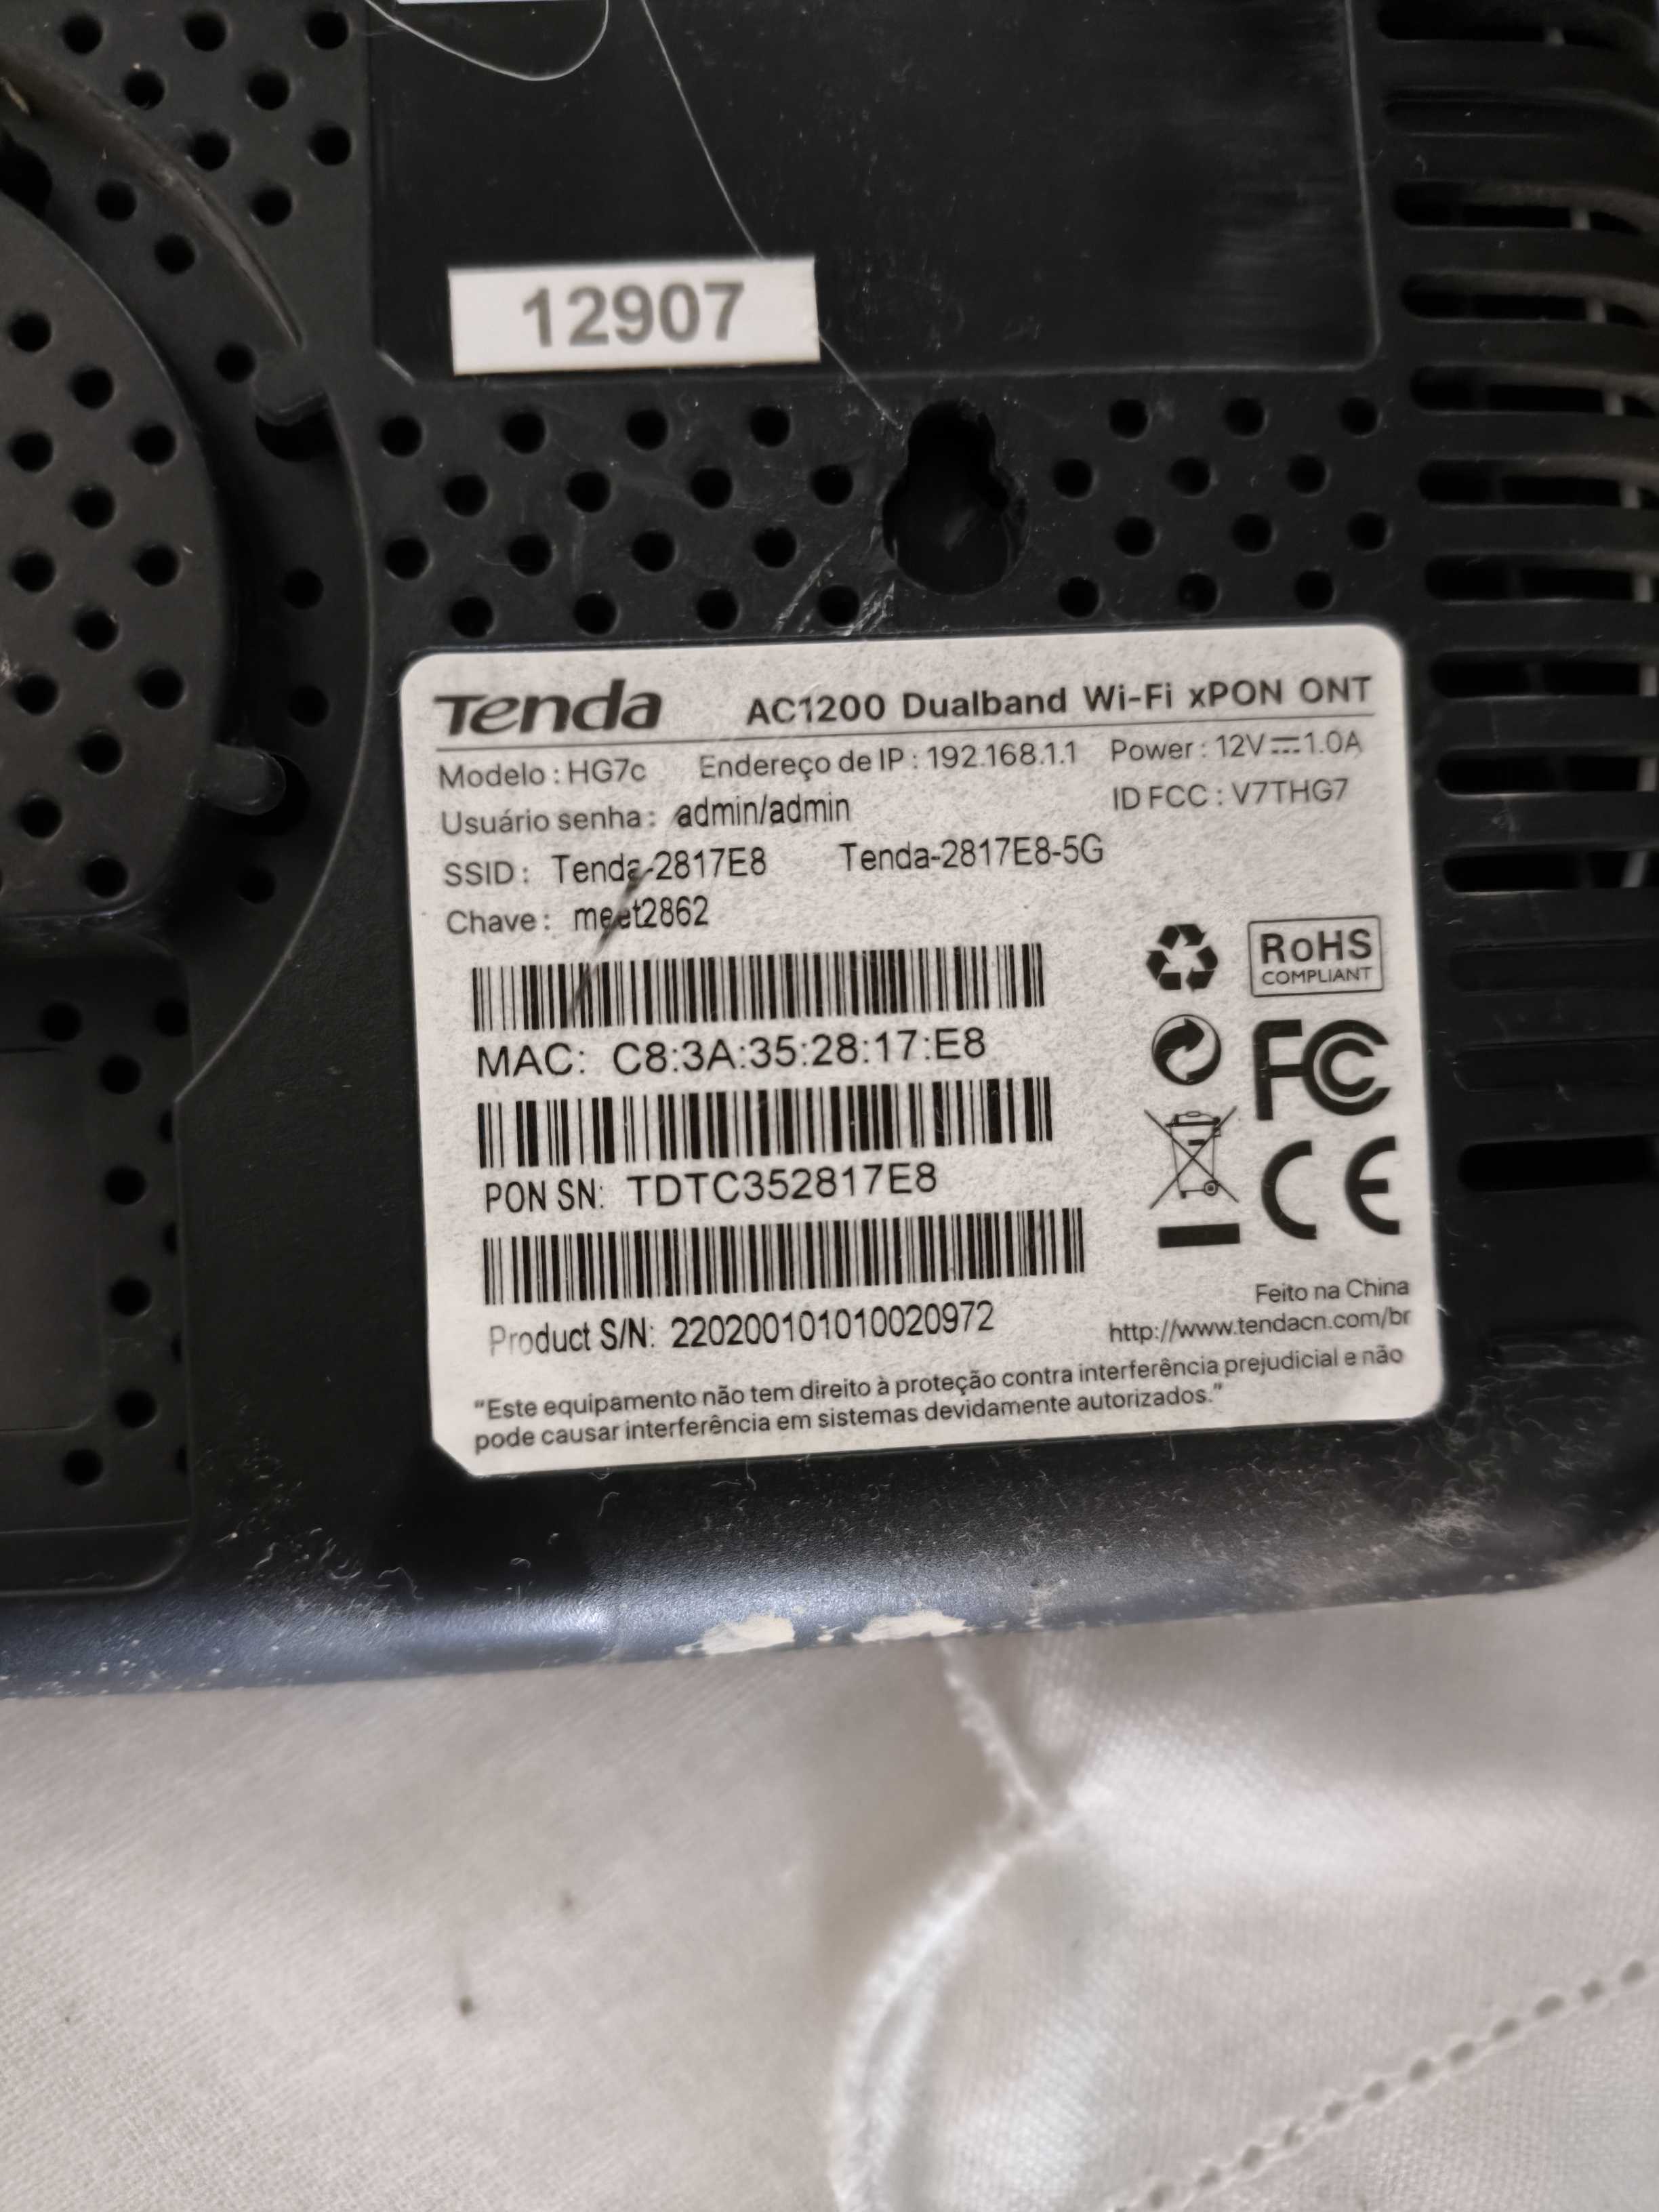 12907
Tenda AC1200 Dualband Wi-Fi xPON ONT
Modelo : HG7c Endereço de IP : 192.168.1.1 Power : 12V⎓1.0A
Usuário senha : admin/admin ID FCC : V7THG7
SSID : Tenda-2817E8 Tenda-2817E8-5G
Chave : meet2862
RoHS
COMPLIANT
MAC: C8:3A:35:28:17:E8
FC
PON SN: TDTC352817E8
CE
Product S/N: 220200101010020972
Feito na China
http://www.tendacn.com/br
"Este equipamento não tem direito à proteção contra interferência prejudicial e não
pode causar interferência em sistemas devidamente autorizados."